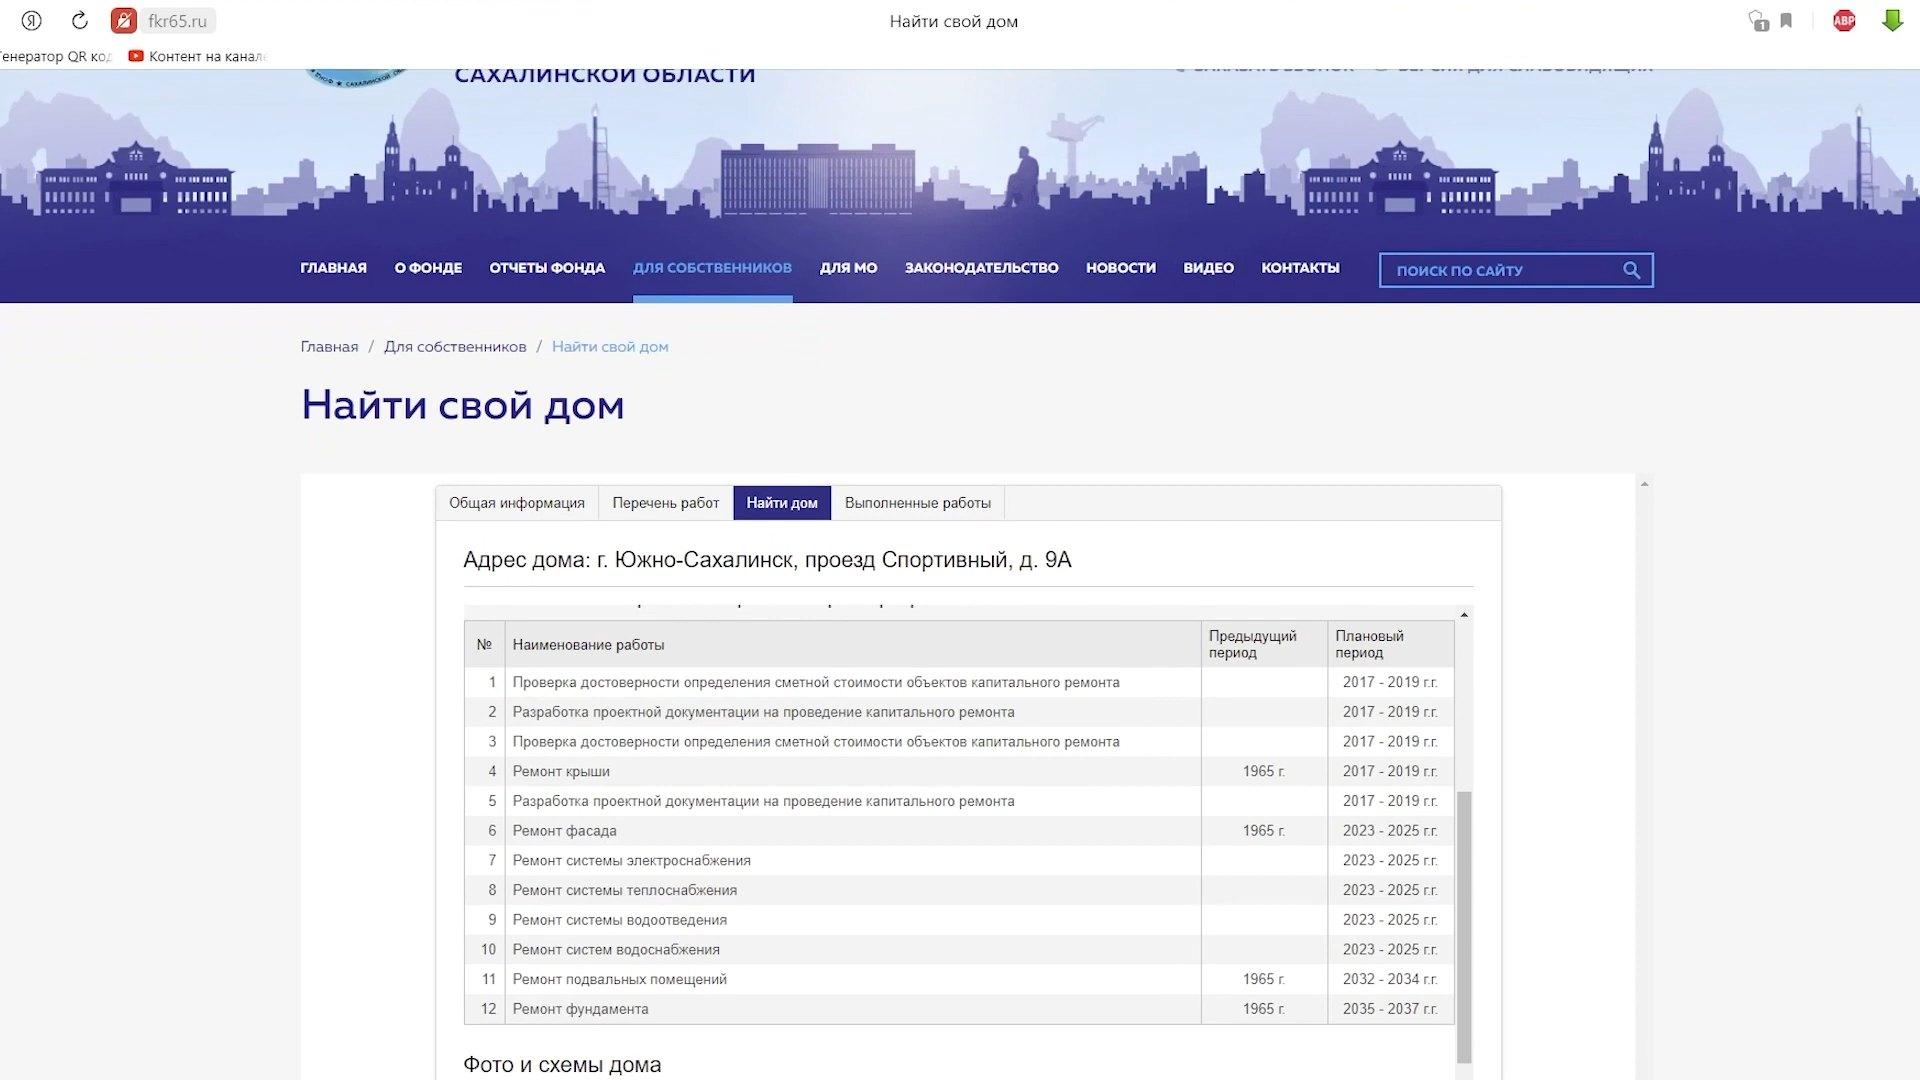 fkr65.ru
Найти свой дом
ABP
1
Генератор QR код
Контент на канале
САХАЛИНСКОЙ ОБЛАСТИ
ЗАКАЗАТЬ ЗВОНОК ВЕРСИЯ ДЛЯ СЛАБОВИДЯЩИХ
ГЛАВНАЯ О ФОНДЕ ОТЧЕТЫ ФОНДА ДЛЯ СОБСТВЕННИКОВ ДЛЯ МО ЗАКОНОДАТЕЛЬСТВО НОВОСТИ ВИДЕО КОНТАКТЫ ПОИСК ПО САЙТУ
Главная / Для собственников / Найти свой дом
Найти свой дом
Общая информация Перечень работ Найти дом Выполненные работы
Адрес дома: г. Южно-Сахалинск, проезд Спортивный, д. 9А
№ Наименование работы Предыдущий период Плановый период
1 Проверка достоверности определения сметной стоимости объектов капитального ремонта 2017 - 2019 г.г.
2 Разработка проектной документации на проведение капитального ремонта 2017 - 2019 г.г.
3 Проверка достоверности определения сметной стоимости объектов капитального ремонта 2017 - 2019 г.г.
4 Ремонт крыши 1965 г. 2017 - 2019 г.г.
5 Разработка проектной документации на проведение капитального ремонта 2017 - 2019 г.г.
6 Ремонт фасада 1965 г. 2023 - 2025 г.г.
7 Ремонт системы электроснабжения 2023 - 2025 г.г.
8 Ремонт системы теплоснабжения 2023 - 2025 г.г.
9 Ремонт системы водоотведения 2023 - 2025 г.г.
10 Ремонт систем водоснабжения 2023 - 2025 г.г.
11 Ремонт подвальных помещений 1965 г. 2032 - 2034 г.г.
12 Ремонт фундамента 1965 г. 2035 - 2037 г.г.
Фото и схемы дома